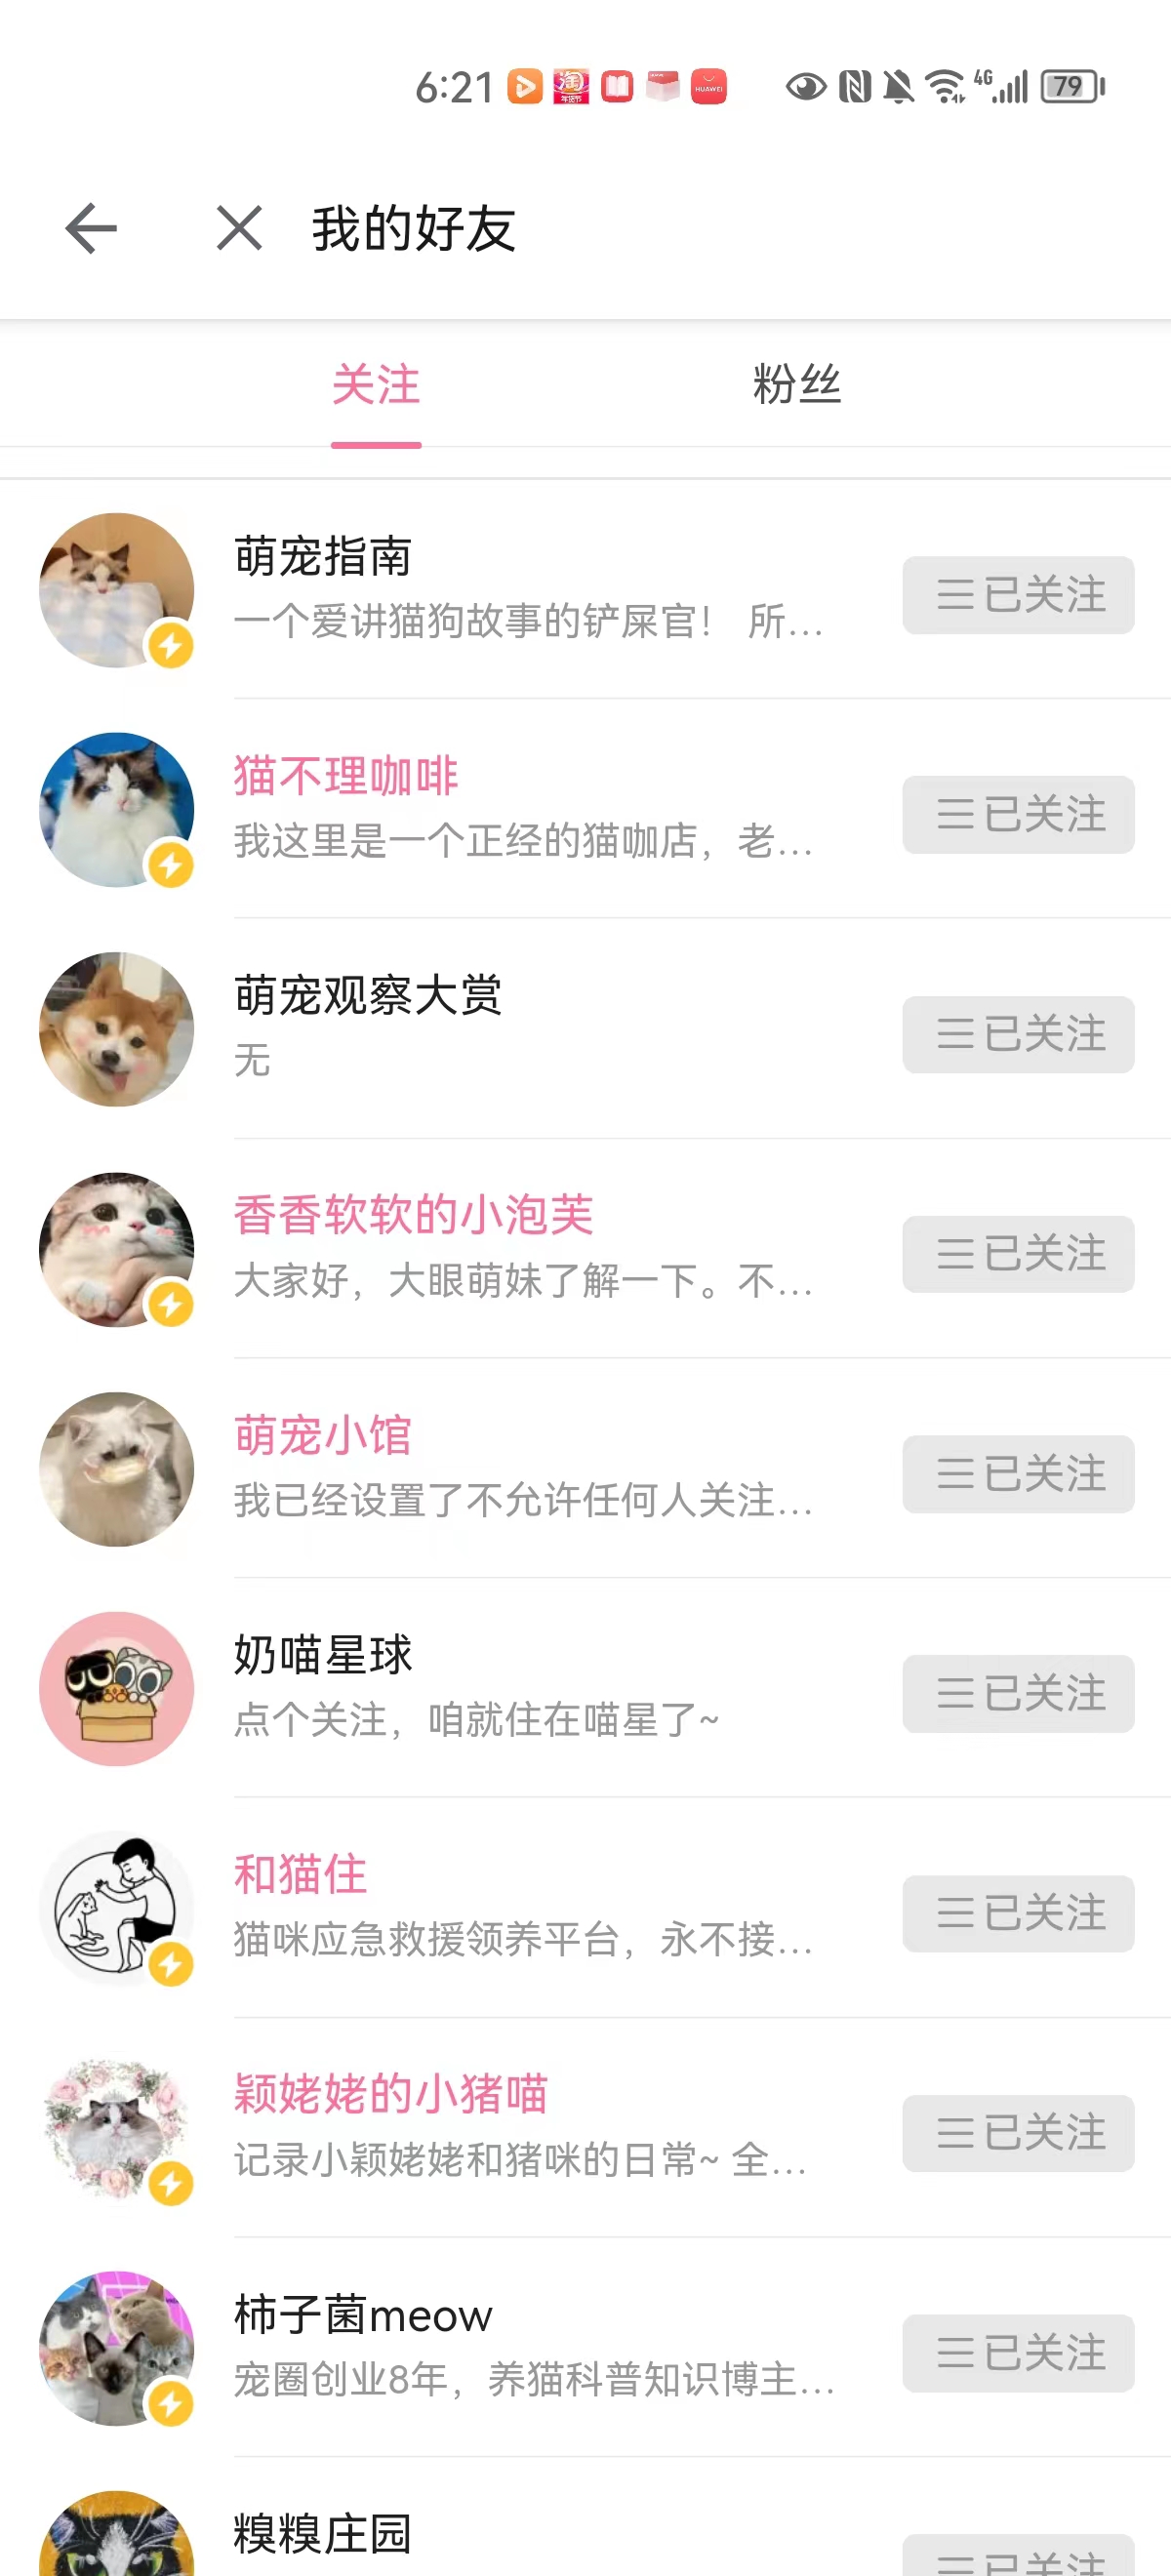 6:21
淘
年货节
HUAWEI
4G
79
我的好友
关注 粉丝
萌宠指南
一个爱讲猫狗故事的铲屎官！ 所...
已关注
猫不理咖啡
我这里是一个正经的猫咖店，老...
已关注
萌宠观察大赏
无
已关注
香香软软的小泡芙
大家好，大眼萌妹了解一下。不...
已关注
萌宠小馆
我已经设置了不允许任何人关注...
已关注
奶喵星球
点个关注，咱就住在喵星了~
已关注
和猫住
猫咪应急救援领养平台，永不接...
已关注
颖姥姥的小猪喵
记录小颖姥姥和猪咪的日常~ 全...
已关注
柿子菌meow
宠圈创业8年，养猫科普知识博主...
已关注
糗糗庄园
已关注